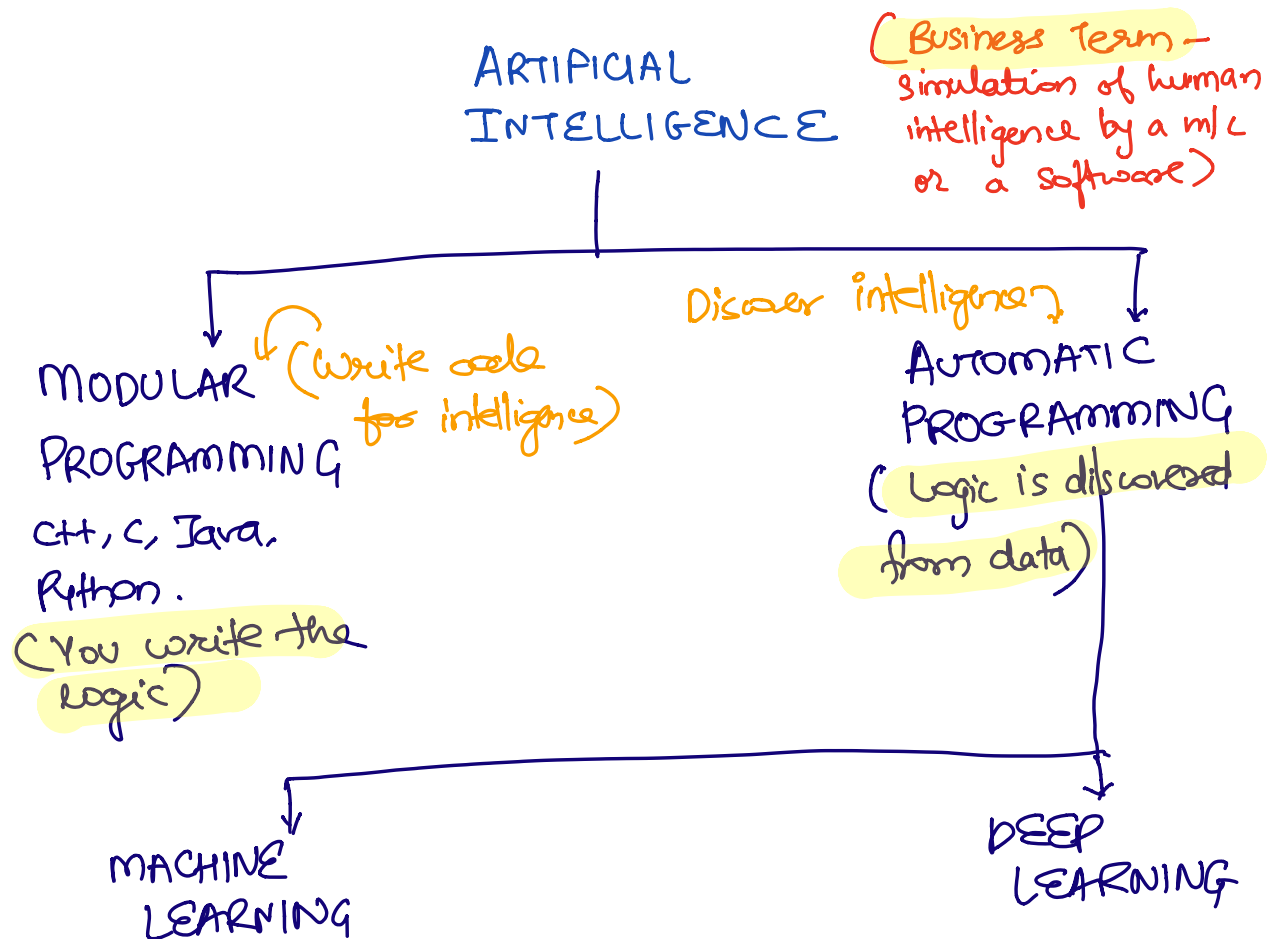 ARTIFICIAL
INTELLIGENCE
(Business Term –
simulation of human
intelligence by a m/c
or a software)
Discover intelligence
MODULAR
PROGRAMMING
(Write code
for intelligence)
C++, C, Java,
Python.
(You write the
Logic)
AUTOMATIC
PROGRAMMING
(Logic is discovered
from data)
MACHINE
LEARNING
DEEP
LEARNING